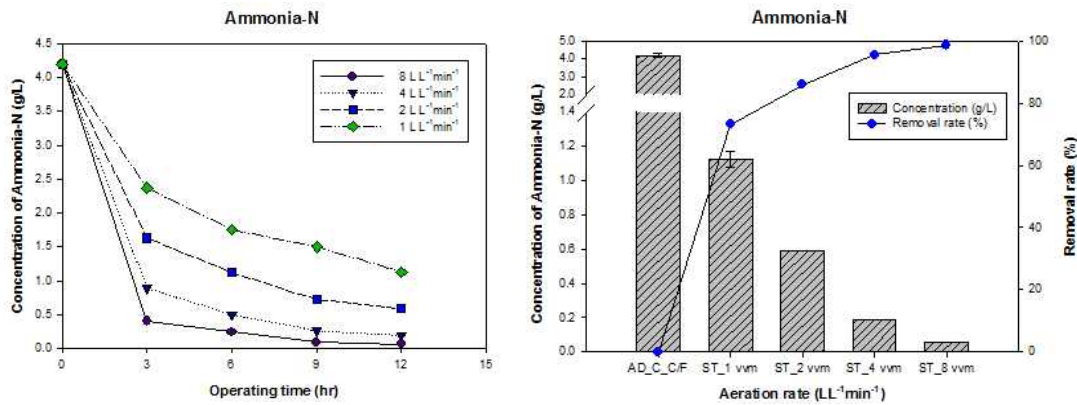 Ammonia-N
4.5
4.0
3.5
3.0
2.5
2.0
1.5
1.0
0.5
0.0
Concentration of Ammonia-N (g/L)
8 LL⁻¹min⁻¹
4 LL⁻¹min⁻¹
2 LL⁻¹min⁻¹
1 LL⁻¹min⁻¹
0 3 6 9 12 15
Operating time (hr)
Ammonia-N
5.0
4.0
3.0
2.0
1.4
1.2
1.0
0.8
0.6
0.4
0.2
0.0
Concentration of Ammonia-N (g/L)
Concentration (g/L)
Removal rate (%)
100
80
60
40
20
0
Removal rate (%)
AD_C_C/F ST_1 vvm ST_2 vvm ST_4 vvm ST_8 vvm
Aeration rate (LL⁻¹min⁻¹)